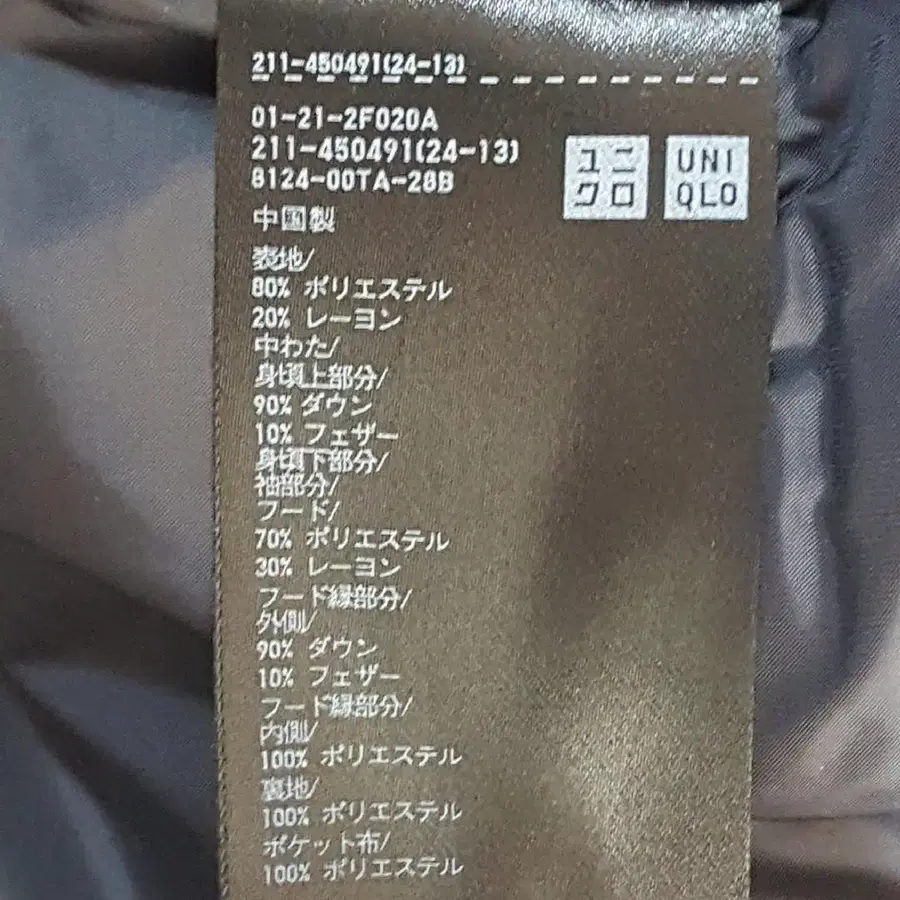 211-450491(24-13)
01-21-2F020A
211-450491(24-13)
8124-00TA-28B
ユニ
クロ
UNI
QLO
中国製
表地/
80% ポリエステル
20% レーヨン
中わた/
身頃上部分/
90% ダウン
10% フェザー
身頃下部分/
袖部分/
フード/
70% ポリエステル
30% レーヨン
フード縁部分/
外側/
90% ダウン
10% フェザー
フード縁部分/
内側/
100% ポリエステル
裏地/
100% ポリエステル
ポケット布/
100% ポリエステル